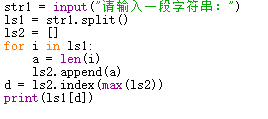 str1 = input("请输入一段字符串：")
ls1 = str1.split()
ls2 = []
for i in ls1:
    a = len(i)
    ls2.append(a)
d = ls2.index(max(ls2))
print(ls1[d])